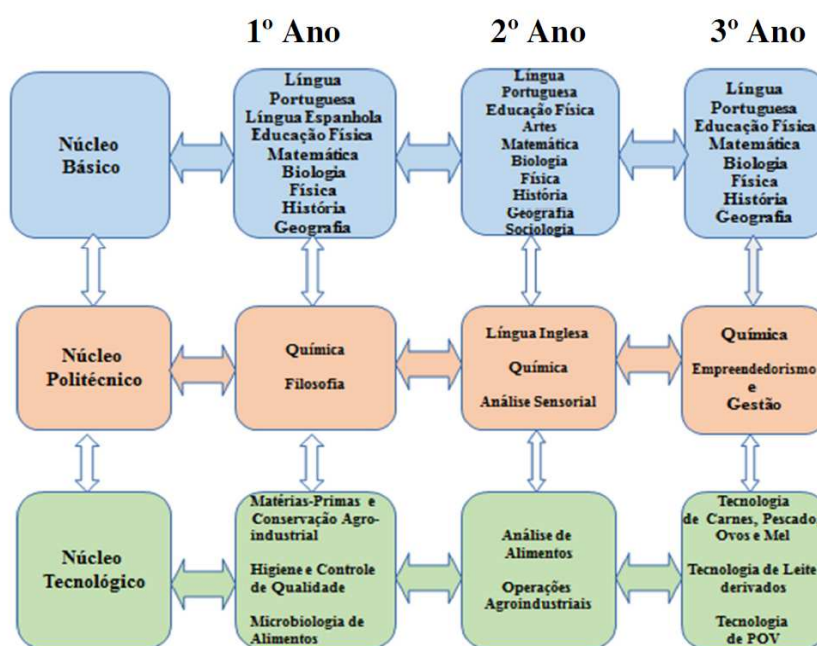 1º Ano
2º Ano
3º Ano
Núcleo
Básico
Língua
Portuguesa
Língua Espanhola
Educação Física
Matemática
Biologia
Física
História
Geografia
Língua
Portuguesa
Educação Física
Artes
Matemática
Biologia
Física
História
Geografia
Sociologia
Língua
Portuguesa
Educação Física
Matemática
Biologia
Física
História
Geografia
Núcleo
Politécnico
Química
Filosofia
Língua Inglesa
Química
Análise Sensorial
Química
Empreendedorismo
e
Gestão
Núcleo
Tecnológico
Matérias-Primas e
Conservação Agro-
industrial
Higiene e Controle
de Qualidade
Microbiologia de
Alimentos
Análise de
Alimentos
Operações
Agroindustriais
Tecnologia
de Carnes, Pescado
Ovos e Mel
Tecnologia de Leite
derivados
Tecnologia
de POV